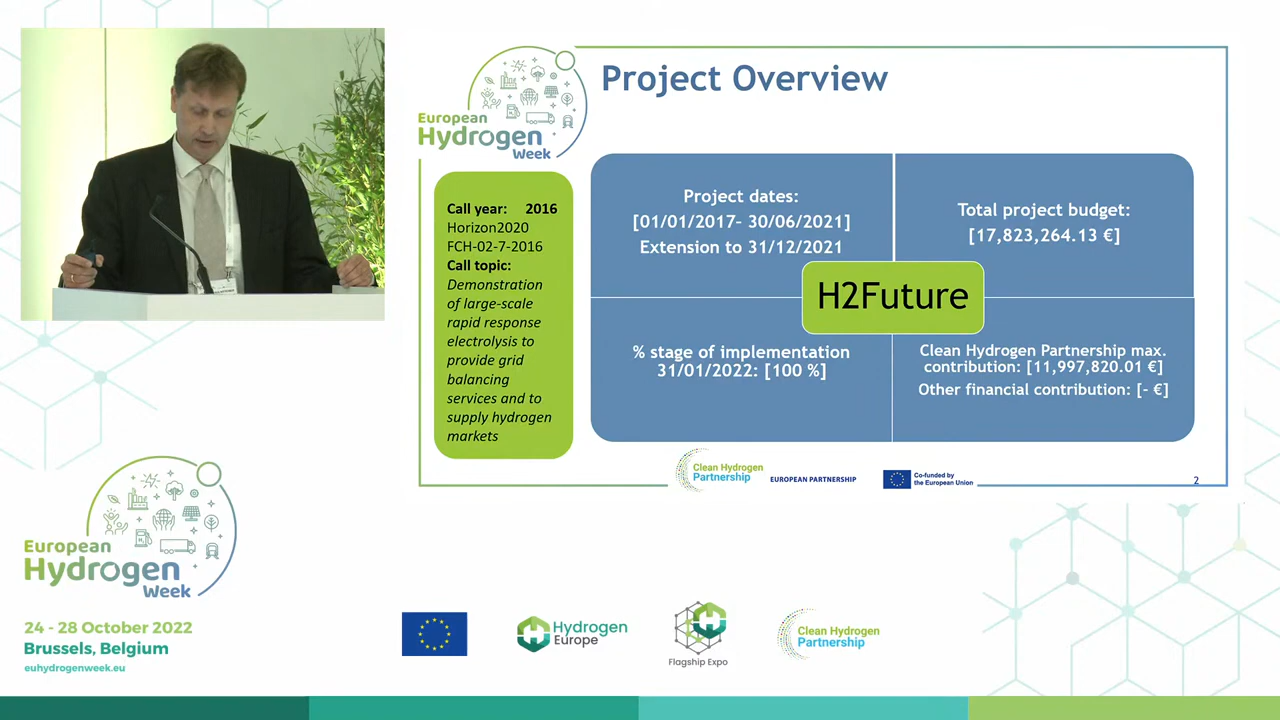 European
Hydrogen
Week
Project Overview
Call year: 2016
Horizon2020
FCH-02-7-2016
Call topic:
Demonstration
of large-scale
rapid response
electrolysis to
provide grid
balancing
services and to
supply hydrogen
markets
Project dates:
[01/01/2017– 30/06/2021]
Extension to 31/12/2021
Total project budget:
[17,823,264.13 €]
H2Future
% stage of implementation
31/01/2022: [100 %]
Clean Hydrogen Partnership max.
contribution: [11,997,820.01 €]
Other financial contribution: [- €]
Clean Hydrogen
Partnership
EUROPEAN PARTNERSHIP
Co-funded by
the European Union
2
European
Hydrogen
Week
24 - 28 October 2022
Brussels, Belgium
euhydrogenweek.eu
Hydrogen
Europe
Flagship Expo
Clean Hydrogen
Partnership